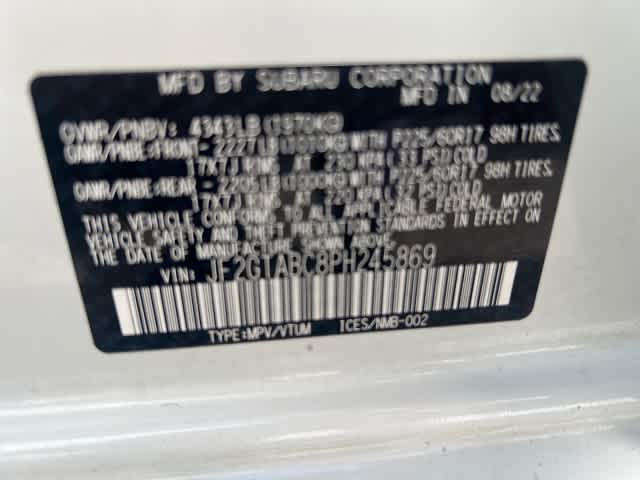 MFD BY SUBARU CORPORATION
MFD IN 08/22
GVWR/PNBV: 4343LB(1970KG)
GAWR/PNBE:FRONT- 2227LB(1010KG) WITH P225/60R17 98H TIRES,
17X7J RING AT 230 KPA(33 PSI) COLD
GAWR/PNBE:REAR - 2205LB(1000KG) WITH P225/60R17 98H TIRES,
17X7J RING AT 220 KPA(32 PSI) COLD
THIS VEHICLE CONFORMS TO ALL APPLICABLE FEDERAL MOTOR
VEHICLE SAFETY AND THEFT PREVENTION STANDARDS IN EFFECT ON
THE DATE OF MANUFACTURE SHOWN ABOVE.
VIN: JF2G1ABC8PH245869
TYPE:MPV/VTUM ICES/NMB-002